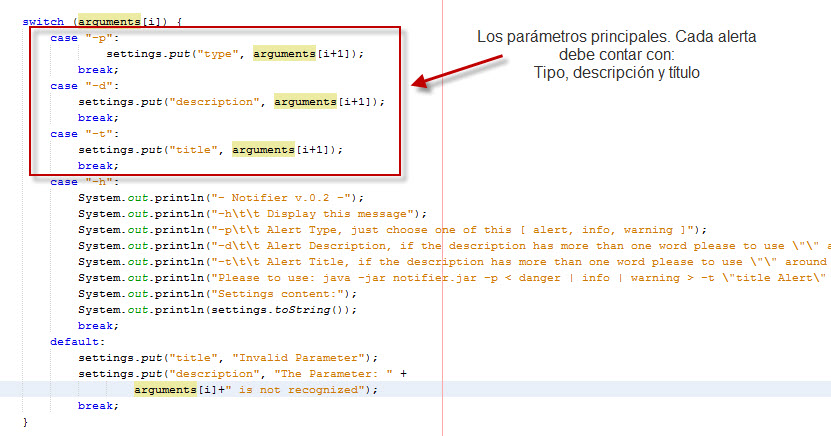 switch (arguments[i]) {
case "-p":
settings.put("type", arguments[i+1]);
break;
case "-d":
settings.put("description", arguments[i+1]);
break;
case "-t":
settings.put("title", arguments[i+1]);
break;
case "-h":
System.out.println("- Notifier v.0.2 -");
System.out.println("-h\t\t Display this message");
System.out.println("-p\t\t Alert Type, just choose one of this [ alert, info, warning ]");
System.out.println("-d\t\t Alert Description, if the description has more than one word please to use \"\" a
System.out.println("-t\t\t Alert Title, if the description has more than one word please to use \"\" around
System.out.println("Please to use: java -jar notifier.jar -p < danger | info | warning > -t \"title Alert\"
System.out.println("Settings content:");
System.out.println(settings.toString());
break;
default:
settings.put("title", "Invalid Parameter");
settings.put("description", "The Parameter: " +
arguments[i]+" is not recognized");
break;
}
Los parámetros principales. Cada alerta
debe contar con:
Tipo, descripción y título